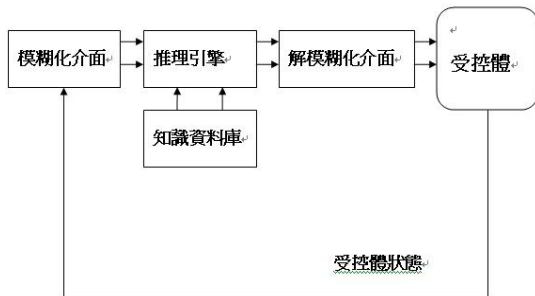 模糊化介面
推理引擎
解模糊化介面
受控體
知識資料庫
受控體狀態